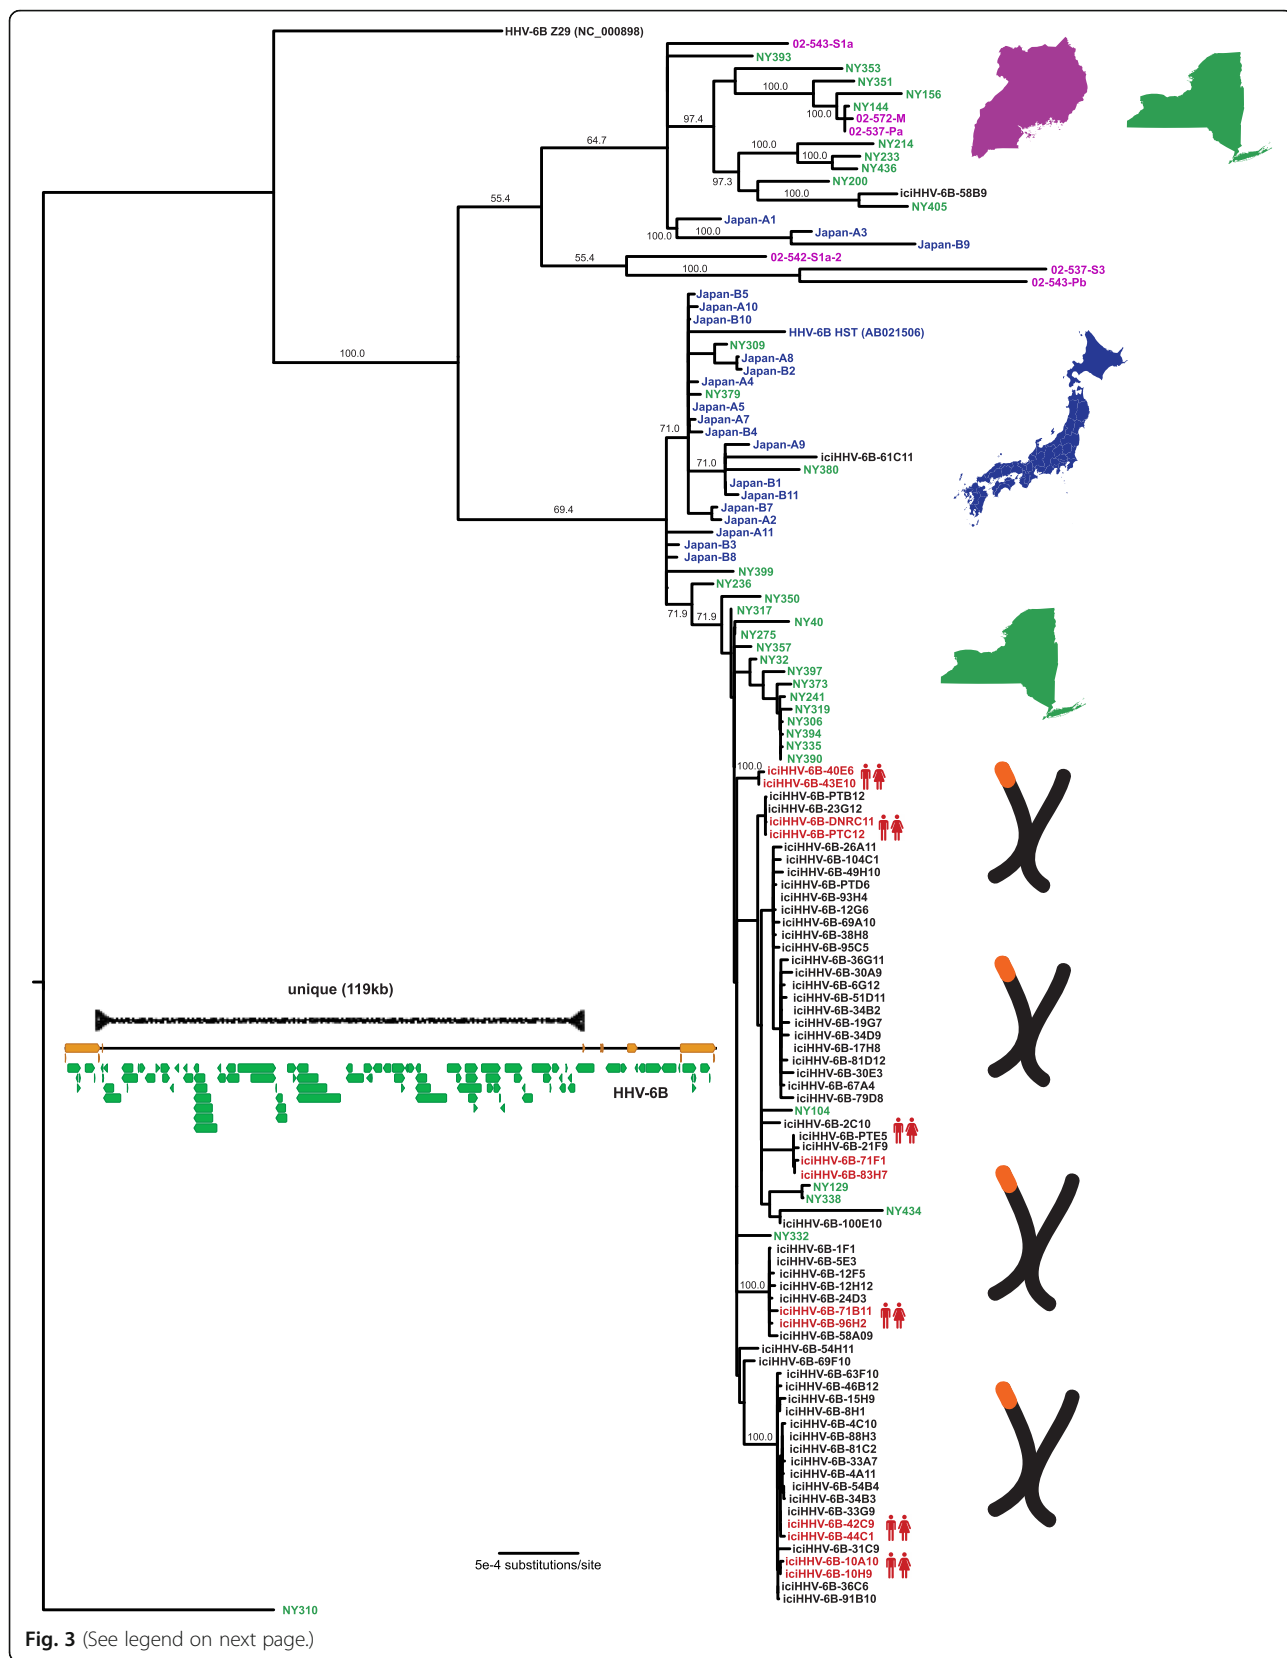 HHV-6B Z29 (NC_000898)
02-543-S1a
NY393
NY353
NY351
100.0
NY156
NY144
100.0
02-572-M
97.4
02-537-Pa
64.7
100.0
NY214
100.0
NY233
NY436
97.3
NY200
100.0
iciHHV-6B-58B9
55.4
NY405
Japan-A1
100.0
100.0
Japan-A3
Japan-B9
55.4
02-542-S1a-2
100.0
02-537-S3
02-543-Pb
Japan-B5
Japan-A10
Japan-B10
HHV-6B HST (AB021506)
NY309
100.0
Japan-A8
Japan-B2
Japan-A4
NY379
Japan-A5
Japan-A7
71.0
Japan-B4
Japan-A9
71.0
iciHHV-6B-61C11
NY380
Japan-B1
Japan-B11
69.4
Japan-B7
Japan-A2
Japan-A11
Japan-B3
Japan-B8
NY399
NY236
NY350
71.9
71.9
NY317
NY40
NY275
NY357
NY32
NY397
NY373
NY241
NY319
NY306
NY394
NY335
NY390
100.0
iciHHV-6B-40E6
iciHHV-6B-43E10
iciHHV-6B-PTB12
iciHHV-6B-23G12
iciHHV-6B-DNRC11
iciHHV-6B-PTC12
iciHHV-6B-26A11
iciHHV-6B-104C1
iciHHV-6B-49H10
iciHHV-6B-PTD6
iciHHV-6B-93H4
iciHHV-6B-12G6
iciHHV-6B-69A10
iciHHV-6B-38H8
iciHHV-6B-95C5
iciHHV-6B-36G11
iciHHV-6B-30A9
iciHHV-6B-6G12
unique (119kb)
iciHHV-6B-51D11
iciHHV-6B-34B2
iciHHV-6B-19G7
iciHHV-6B-34D9
iciHHV-6B-17H8
iciHHV-6B-81D12
iciHHV-6B-30E3
iciHHV-6B-67A4
HHV-6B
iciHHV-6B-79D8
NY104
iciHHV-6B-2C10
iciHHV-6B-PTE5
iciHHV-6B-21F9
iciHHV-6B-71F1
iciHHV-6B-83H7
NY129
NY338
NY434
iciHHV-6B-100E10
NY332
iciHHV-6B-1F1
iciHHV-6B-5E3
iciHHV-6B-12F5
100.0
iciHHV-6B-12H12
iciHHV-6B-24D3
iciHHV-6B-71B11
iciHHV-6B-96H2
iciHHV-6B-58A09
iciHHV-6B-54H11
iciHHV-6B-69F10
iciHHV-6B-63F10
iciHHV-6B-46B12
iciHHV-6B-15H9
iciHHV-6B-8H1
iciHHV-6B-4C10
100.0
iciHHV-6B-88H3
iciHHV-6B-81C2
iciHHV-6B-33A7
iciHHV-6B-4A11
iciHHV-6B-54B4
iciHHV-6B-34B3
iciHHV-6B-33G9
iciHHV-6B-42C9
iciHHV-6B-44C1
iciHHV-6B-31C9
iciHHV-6B-10A10
iciHHV-6B-10H9
iciHHV-6B-36C6
iciHHV-6B-91B10
5e-4 substitutions/site
NY310
Fig. 3 (See legend on next page.)